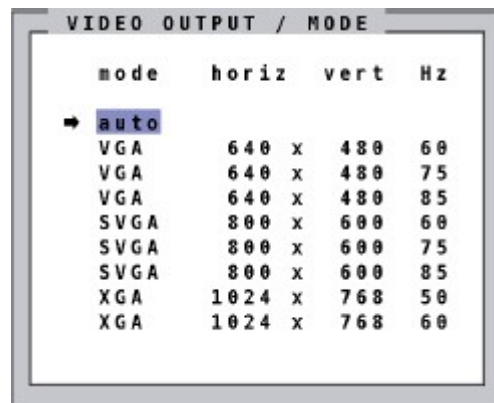 VIDEO OUTPUT / MODE
mode horiz vert Hz
➡ auto
VGA 640 x 480 60
VGA 640 x 480 75
VGA 640 x 480 85
SVGA 800 x 600 60
SVGA 800 x 600 75
SVGA 800 x 600 85
XGA 1024 x 768 50
XGA 1024 x 768 60